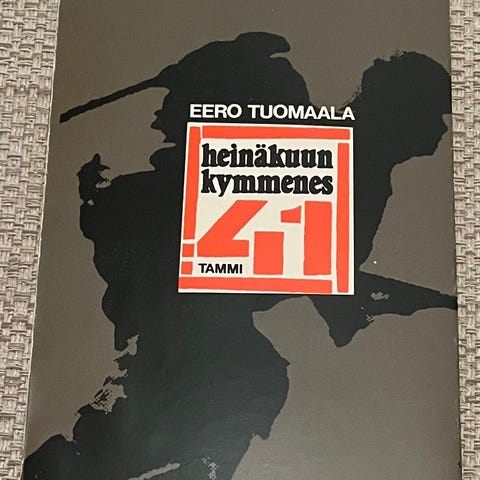 EERO TUOMAALA
heinäkuun
kymmenes
41
TAMMI